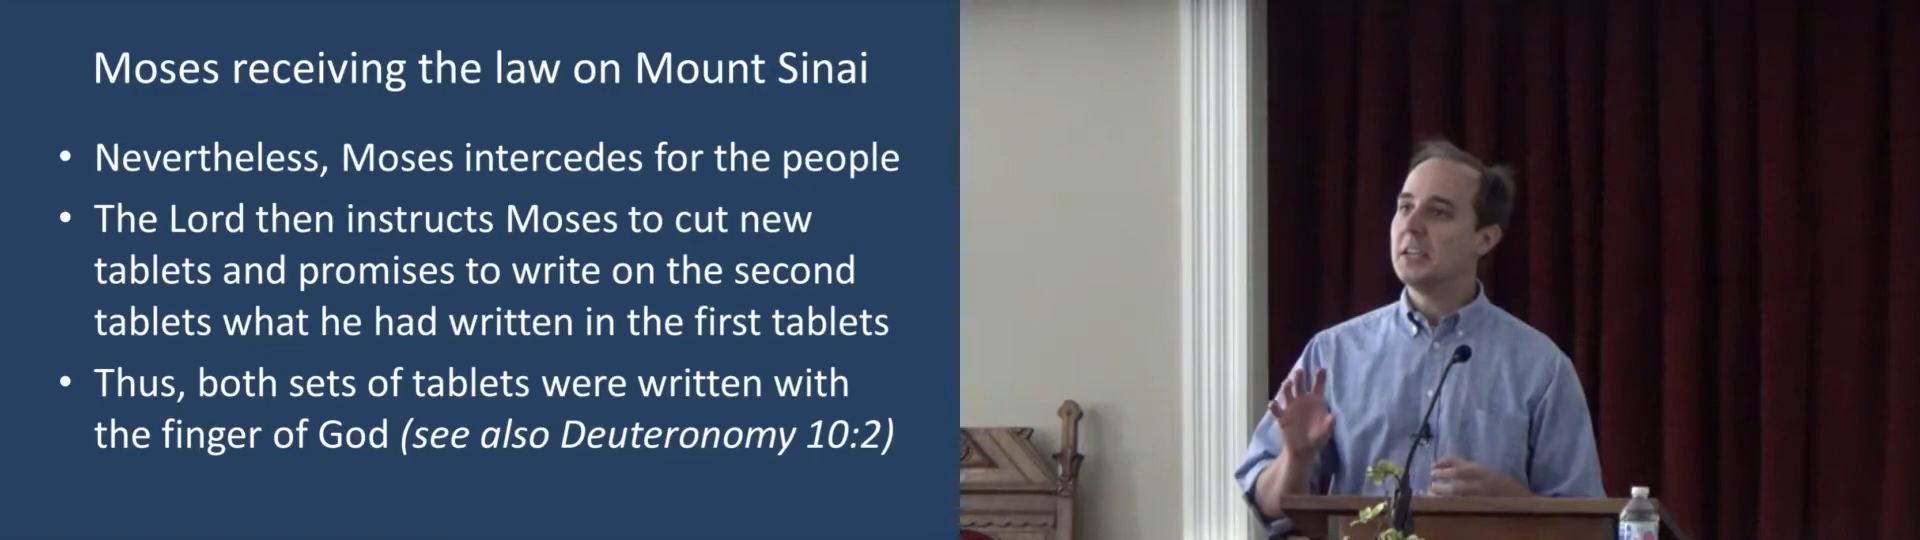 Moses receiving the law on Mount Sinai
• Nevertheless, Moses intercedes for the people
• The Lord then instructs Moses to cut new
tablets and promises to write on the second
tablets what he had written in the first tablets
• Thus, both sets of tablets were written with
the finger of God (see also Deuteronomy 10:2)